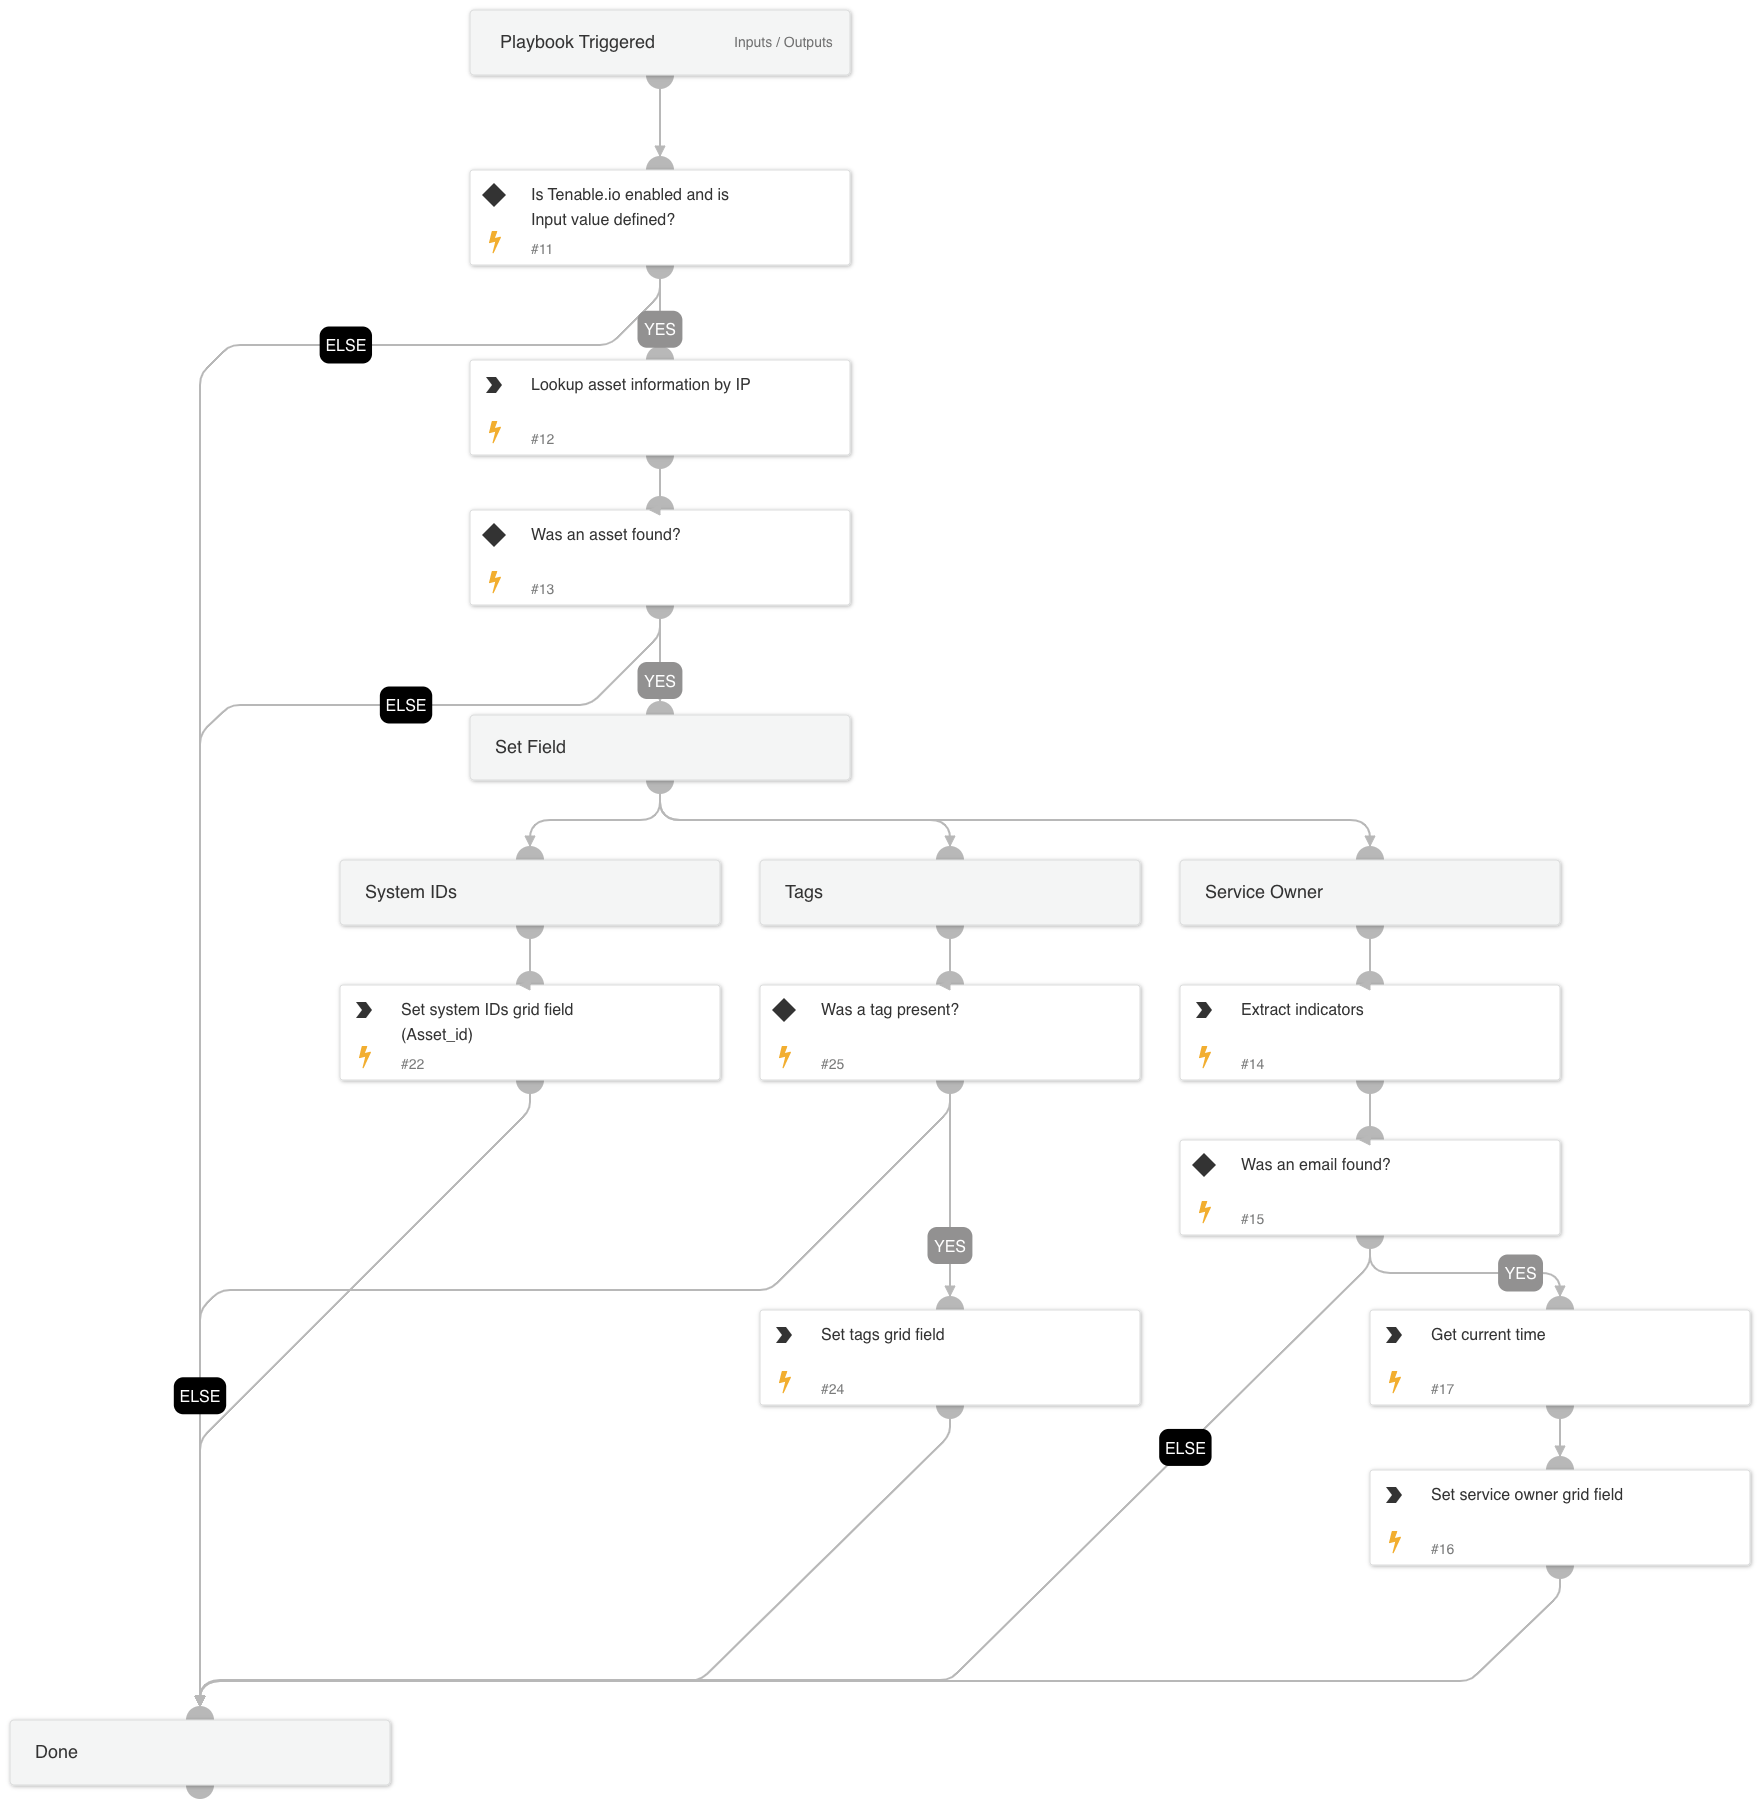 Playbook Triggered
Inputs / Outputs
Is Tenable.io enabled and is
Input value defined?
#11
YES
ELSE
Lookup asset information by IP
#12
Was an asset found?
#13
YES
ELSE
Set Field
System IDs
Tags
Service Owner
Set system IDs grid field
(Asset_id)
#22
Was a tag present?
#25
Extract indicators
#14
Was an email found?
#15
YES
YES
Set tags grid field
#24
Get current time
#17
ELSE
ELSE
Set service owner grid field
#16
Done